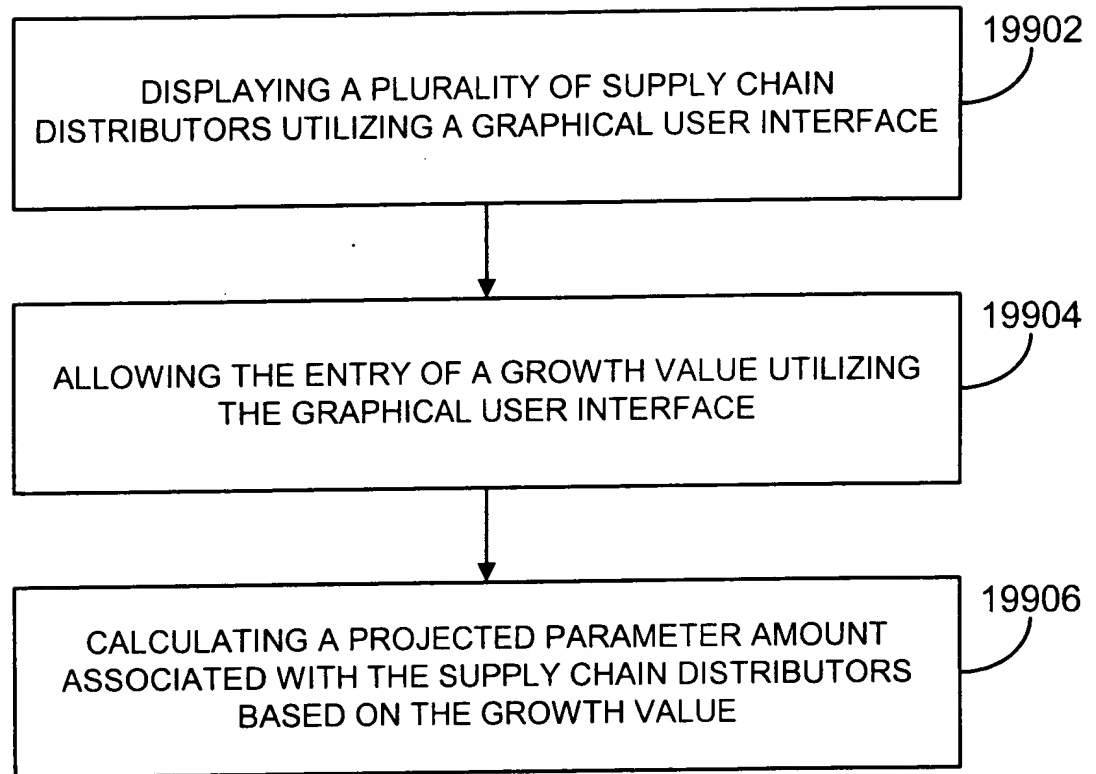 19902
DISPLAYING A PLURALITY OF SUPPLY CHAIN
DISTRIBUTORS UTILIZING A GRAPHICAL USER INTERFACE
19904
ALLOWING THE ENTRY OF A GROWTH VALUE UTILIZING
THE GRAPHICAL USER INTERFACE
19906
CALCULATING A PROJECTED PARAMETER AMOUNT
ASSOCIATED WITH THE SUPPLY CHAIN DISTRIBUTORS
BASED ON THE GROWTH VALUE